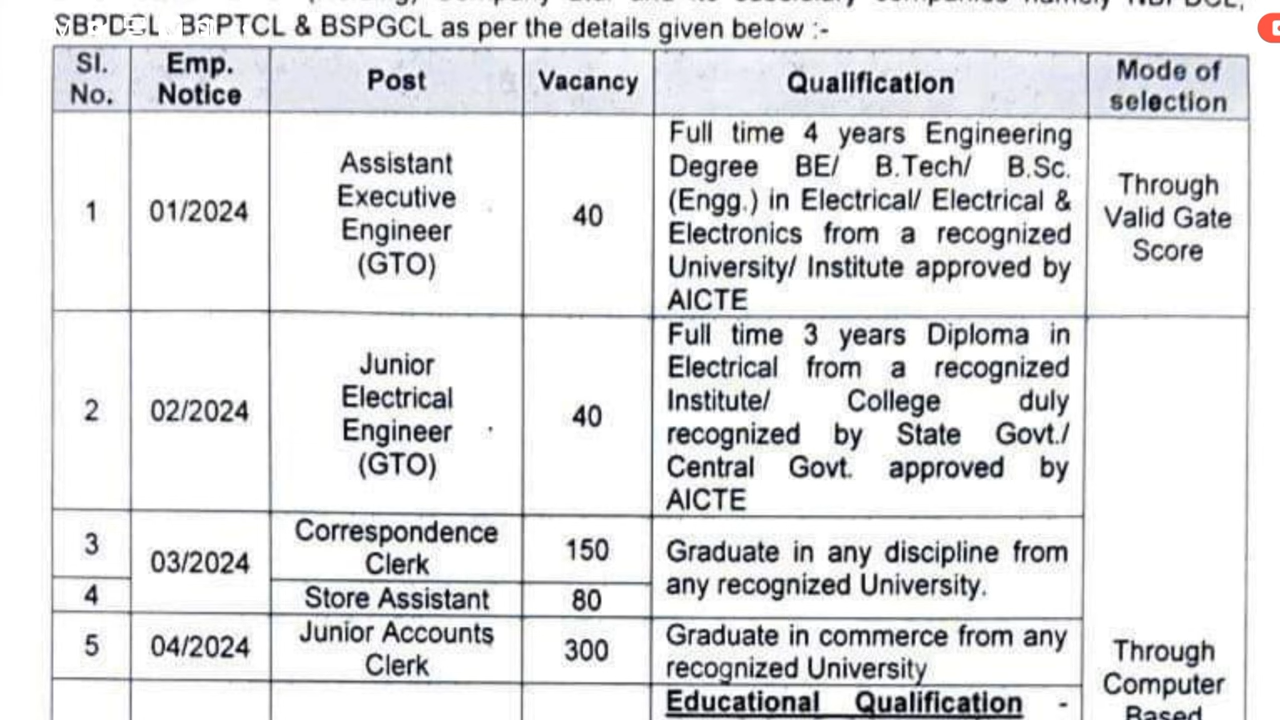 SBPDCL, BSPTCL & BSPGCL as per the details given below :-
Sl. No.
Emp. Notice
Post
Vacancy
Qualification
Mode of selection
1
01/2024
Assistant
Executive
Engineer
(GTO)
40
Full time 4 years Engineering
Degree BE/ B.Tech/ B.Sc.
(Engg.) in Electrical/ Electrical &
Electronics from a recognized
University/ Institute approved by
AICTE
Through
Valid Gate
Score
2
02/2024
Junior
Electrical
Engineer
(GTO)
40
Full time 3 years Diploma in
Electrical from a recognized
Institute/ College duly
recognized by State Govt./
Central Govt. approved by
AICTE
3
03/2024
Correspondence
Clerk
150
Graduate in any discipline from
any recognized University.
4
Store Assistant
80
5
04/2024
Junior Accounts
Clerk
300
Graduate in commerce from any
recognized University
Through
Computer
Based
Educational Qualification -